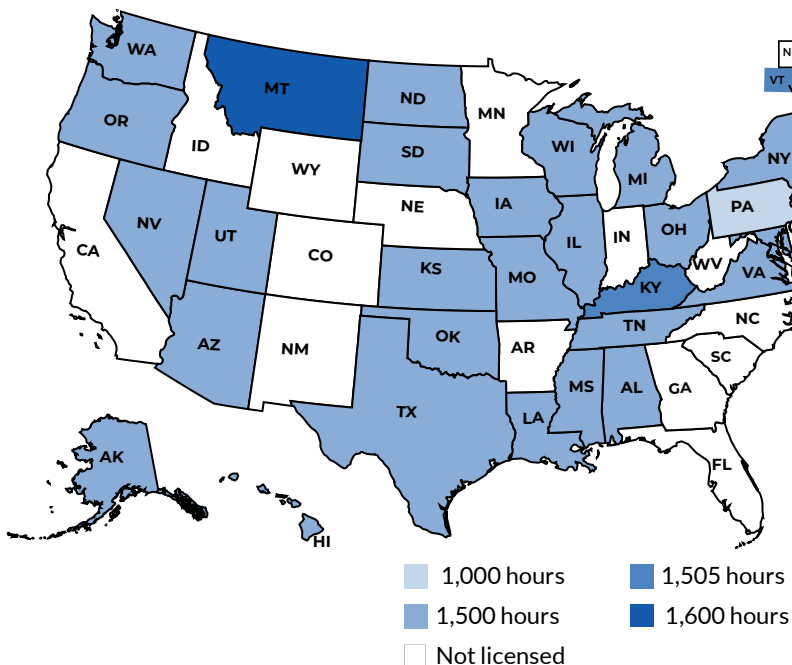 WA
MT
ND
MN
N
VT
OR
ID
SD
WI
MI
NY
WY
NE
IA
PA
NV
UT
CO
IL
IN
OH
CA
KS
MO
WV
VA
KY
AZ
NM
OK
AR
TN
NC
SC
TX
LA
MS
AL
GA
FL
AK
HI
1,000 hours
1,505 hours
1,500 hours
1,600 hours
Not licensed